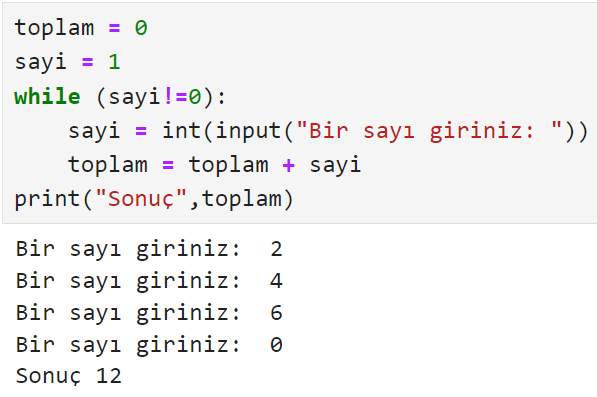 toplam = 0
sayi = 1
while (sayi!=0):
    sayi = int(input("Bir sayı giriniz: "))
    toplam = toplam + sayi
print("Sonuç",toplam)
Bir sayı giriniz:  2
Bir sayı giriniz:  4
Bir sayı giriniz:  6
Bir sayı giriniz:  0
Sonuç 12